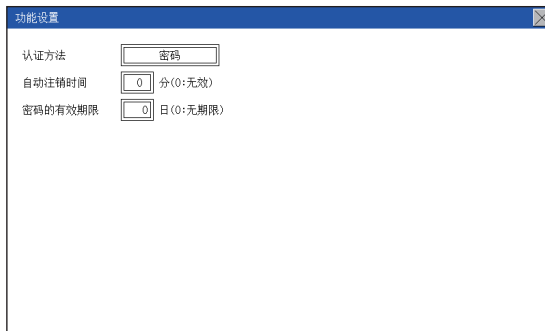 功能设置
认证方法 密码
自动注销时间 0 分(0:无效)
密码的有效期限 0 日(0:无期限)